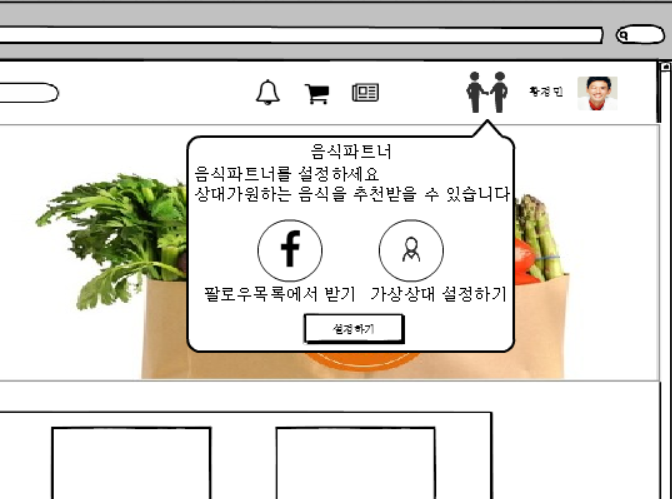 황정민
음식파트너
음식파트너를 설정하세요
상대가원하는 음식을 추천받을 수 있습니다
팔로우목록에서 받기 가상상대 설정하기
설정하기